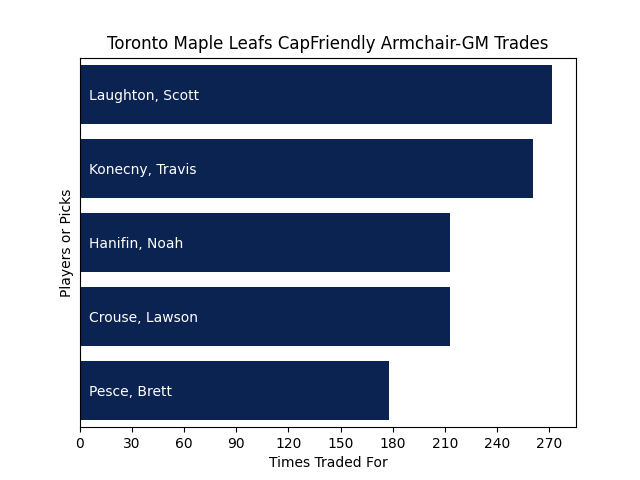 Toronto Maple Leafs CapFriendly Armchair-GM Trades
Players or Picks
Laughton, Scott
Konecny, Travis
Hanifin, Noah
Crouse, Lawson
Pesce, Brett
0 30 60 90 120 150 180 210 240 270
Times Traded For